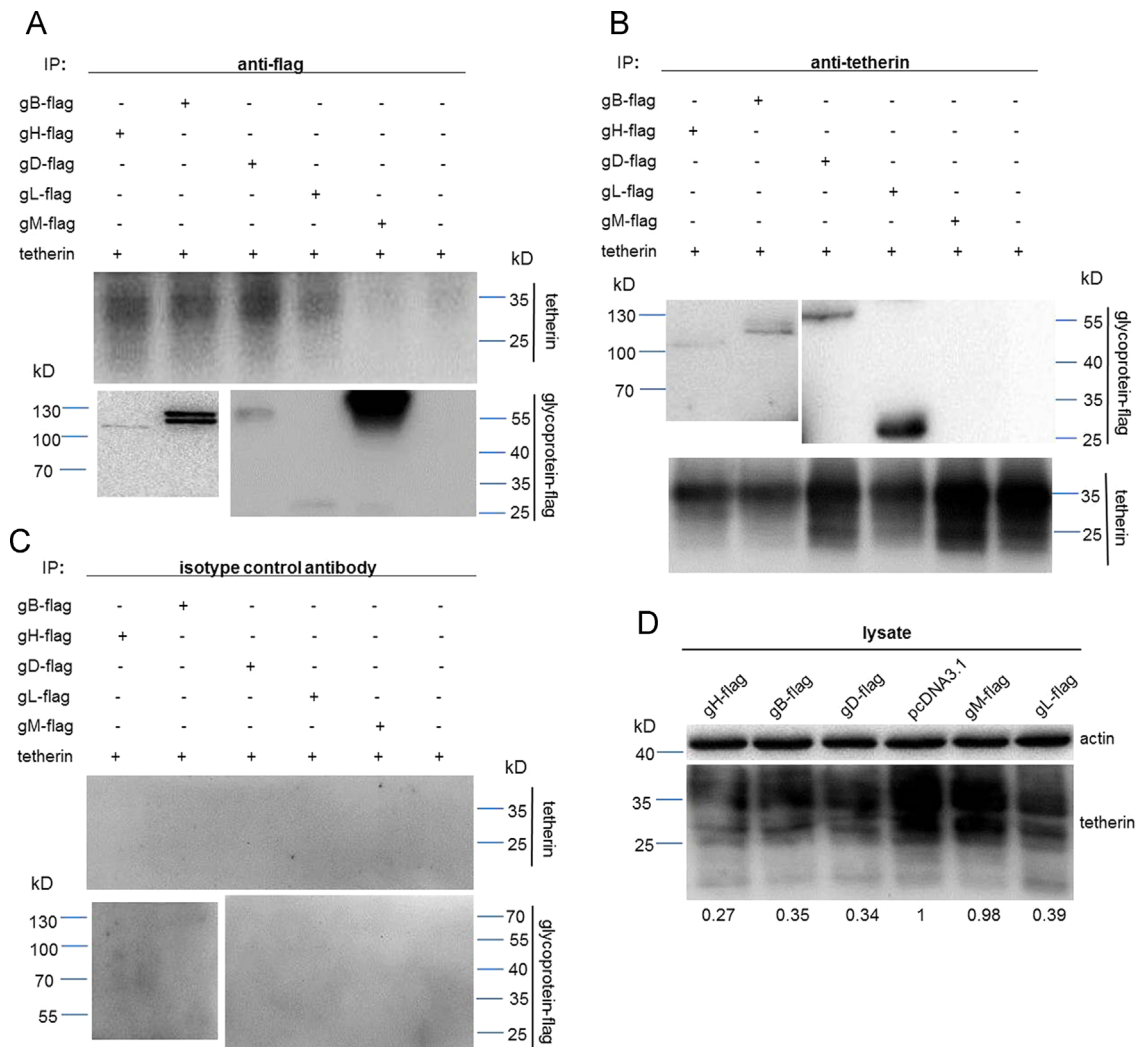 A
IP: anti-flag
gB-flag - + - - - -
gH-flag + - - - - -
gD-flag - - + - - -
gL-flag - - - + - -
gM-flag - - - - + -
tetherin + + + + + +
kD
35
25
tetherin
kD
130
100
70
55
40
35
25
glycoprotein-flag
B
IP: anti-tetherin
gB-flag - + - - - -
gH-flag + - - - - -
gD-flag - - + - - -
gL-flag - - - + - -
gM-flag - - - - + -
tetherin + + + + + +
kD
130
100
70
kD
55
40
35
25
glycoprotein-flag
35
25
tetherin
C
IP: isotype control antibody
gB-flag - + - - - -
gH-flag + - - - - -
gD-flag - - + - - -
gL-flag - - - + - -
gM-flag - - - - + -
tetherin + + + + + +
kD
35
25
tetherin
kD
130
100
70
55
70
55
40
35
25
glycoprotein-flag
D
lysate
gH-flag gB-flag gD-flag pcDNA3.1 gM-flag gL-flag
kD
40
actin
35
25
tetherin
0.27 0.35 0.34 1 0.98 0.39